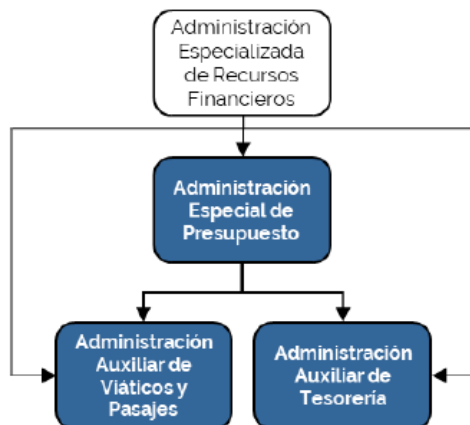 Administración
Especializada
de Recursos
Financieros
Administración
Especial de
Presupuesto
Administración
Auxiliar de
Viáticos y
Pasajes
Administración
Auxiliar de
Tesorería